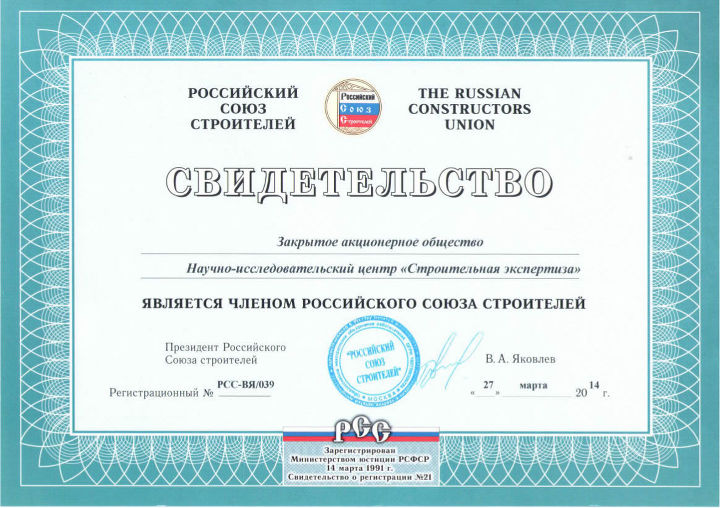 РОССИЙСКИЙ
СОЮЗ
СТРОИТЕЛЕЙ
Российский
Союз
Строителей
THE RUSSIAN
CONSTRUCTORS
UNION
СВИДЕТЕЛЬСТВО
Закрытое акционерное общество
Научно-исследовательский центр «Строительная экспертиза»
ЯВЛЯЕТСЯ ЧЛЕНОМ РОССИЙСКОГО СОЮЗА СТРОИТЕЛЕЙ
Президент Российского
Союза строителей
"РОССИЙСКИЙ
СОЮЗ
СТРОИТЕЛЕЙ"
МОСКВА
В. А. Яковлев
Регистрационный № РСС-ВЯ/039
« 27 » марта 2014 г.
РСС
Зарегистрирован
Министерством юстиции РСФСР
14 марта 1991 г.
Свидетельство о регистрации №21